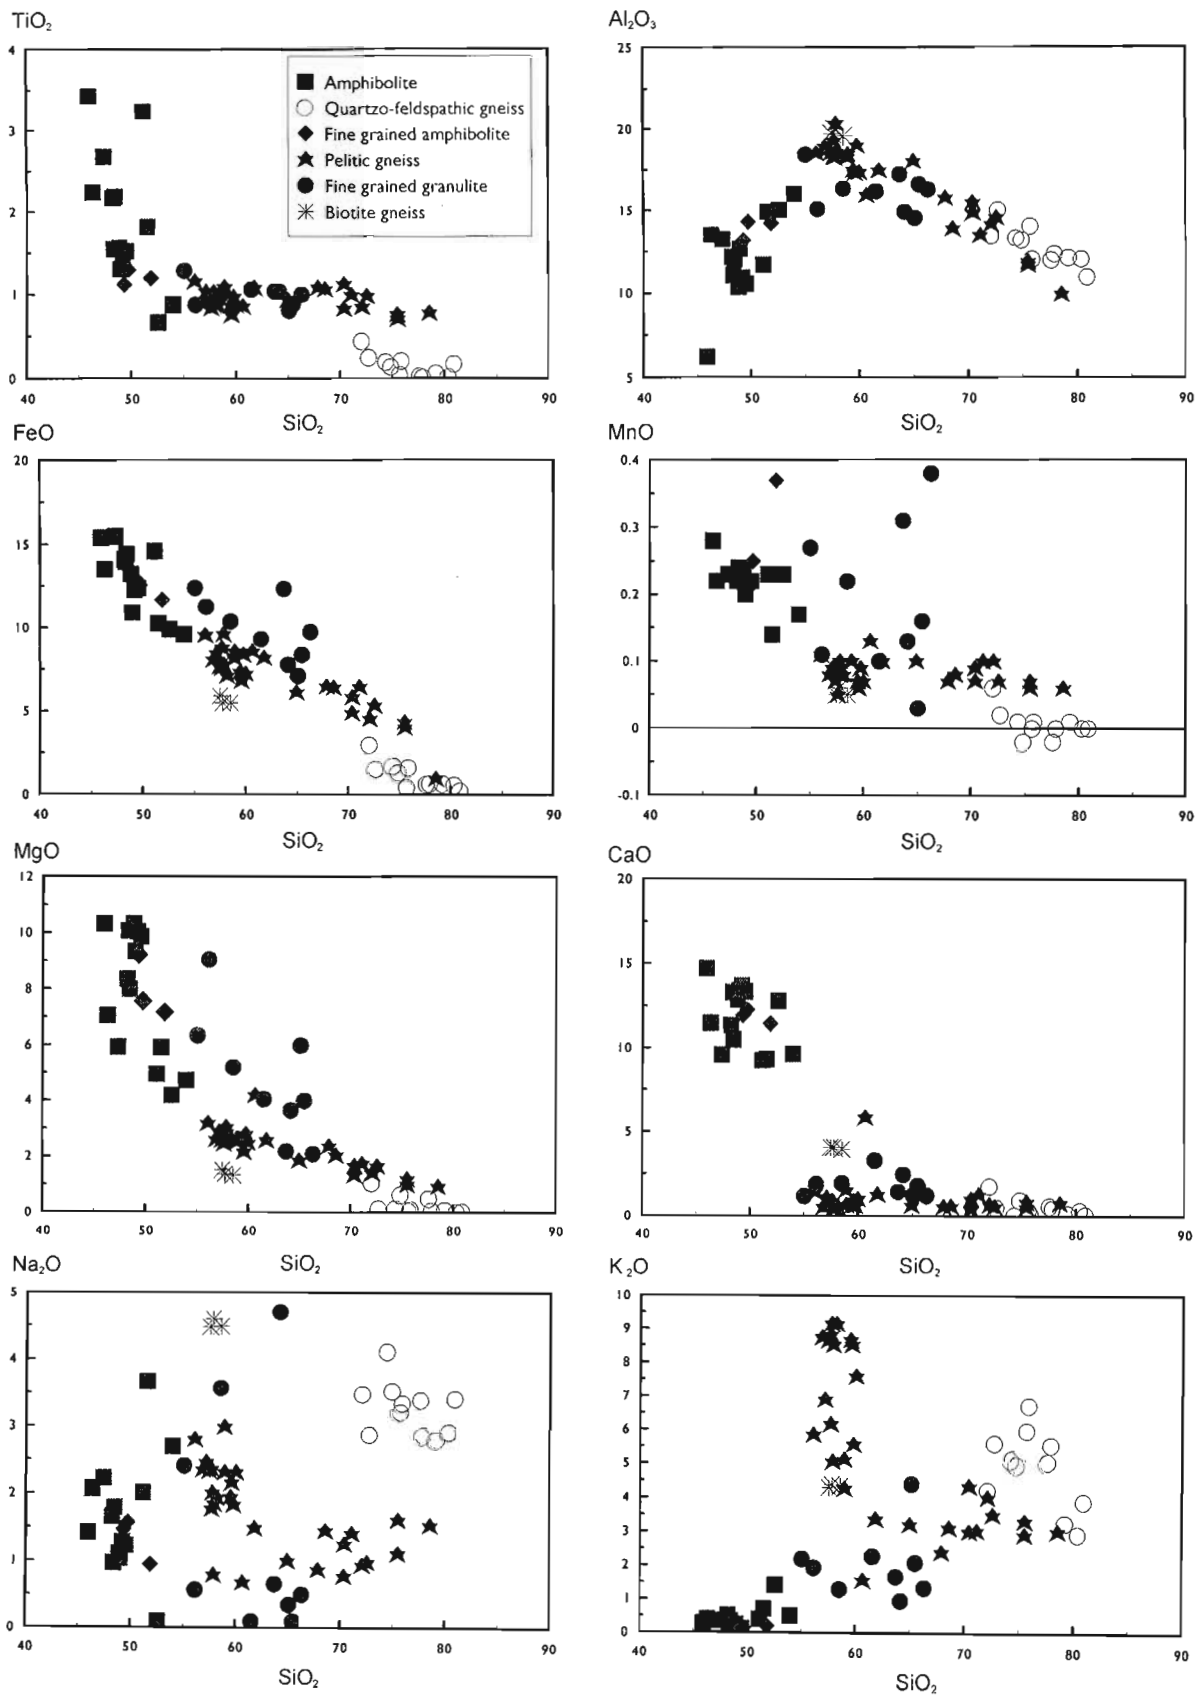 TiO₂
4
3
2
1
0
40 50 60 70 80 90
SiO₂
Amphibolite
Quartzo-feldspathic gneiss
Fine grained amphibolite
Pelitic gneiss
Fine grained granulite
Biotite gneiss
Al₂O₃
25
20
15
10
5
40 50 60 70 80 90
SiO₂
FeO
20
15
10
5
0
40 50 60 70 80 90
SiO₂
MnO
0.4
0.3
0.2
0.1
0
-0.1
40 50 60 70 80 90
SiO₂
MgO
12
10
8
6
4
2
0
40 50 60 70 80 90
SiO₂
CaO
20
15
10
5
0
40 50 60 70 80 90
SiO₂
Na₂O
5
4
3
2
1
0
40 50 60 70 80 90
SiO₂
K₂O
10
9
8
7
6
5
4
3
2
1
0
40 50 60 70 80 90
SiO₂